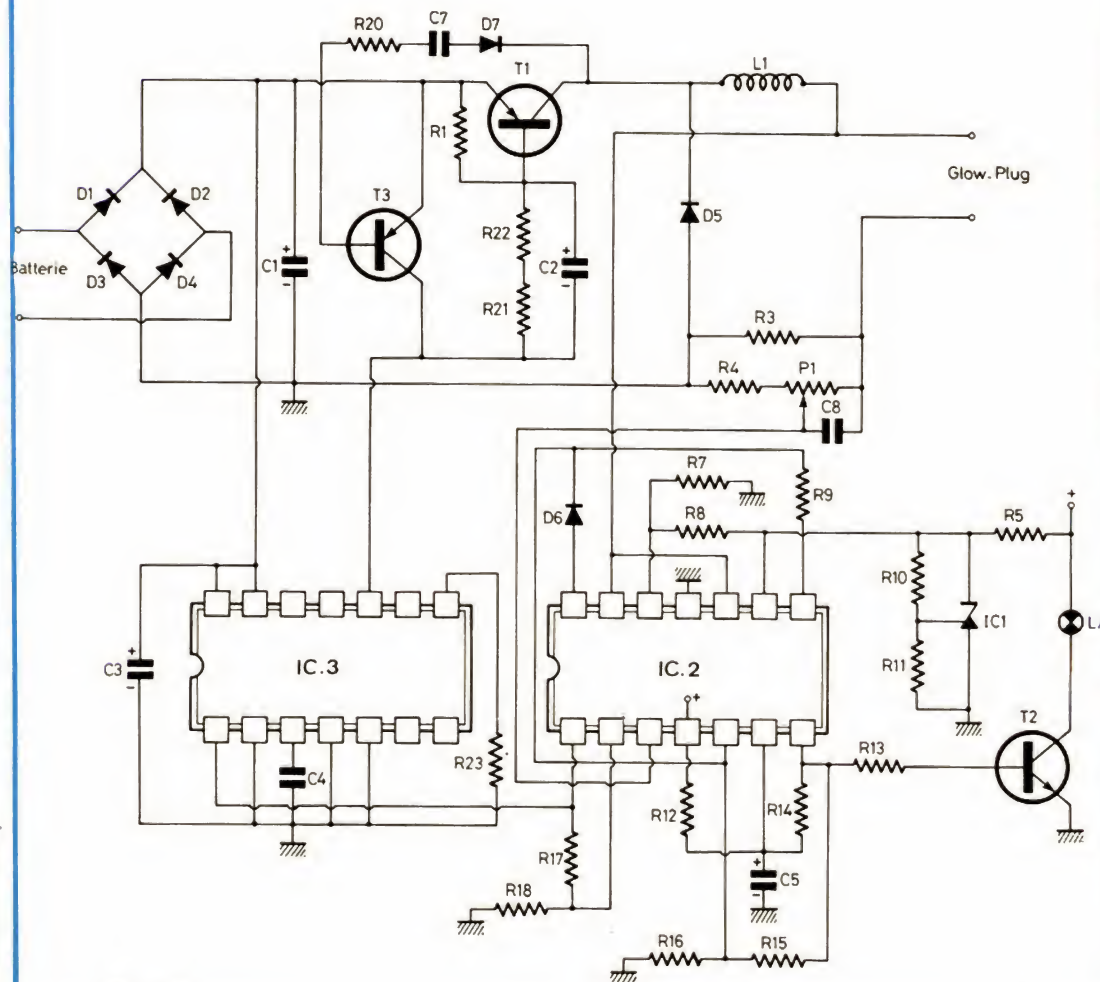 R20
C7
D7
T1
L1
R1
Glow. Plug
D1
D2
T3
D5
R22
Batterie
D3
D4
C1
+
-
C2
+
-
R21
R3
R4
P1
C8
R7
R9
+
D6
R8
R5
R10
IC1
C3
+
-
IC.3
IC.2
R11
+
T2
R23
R13
C4
R12
R14
R17
+
-
C5
R18
R16
R15